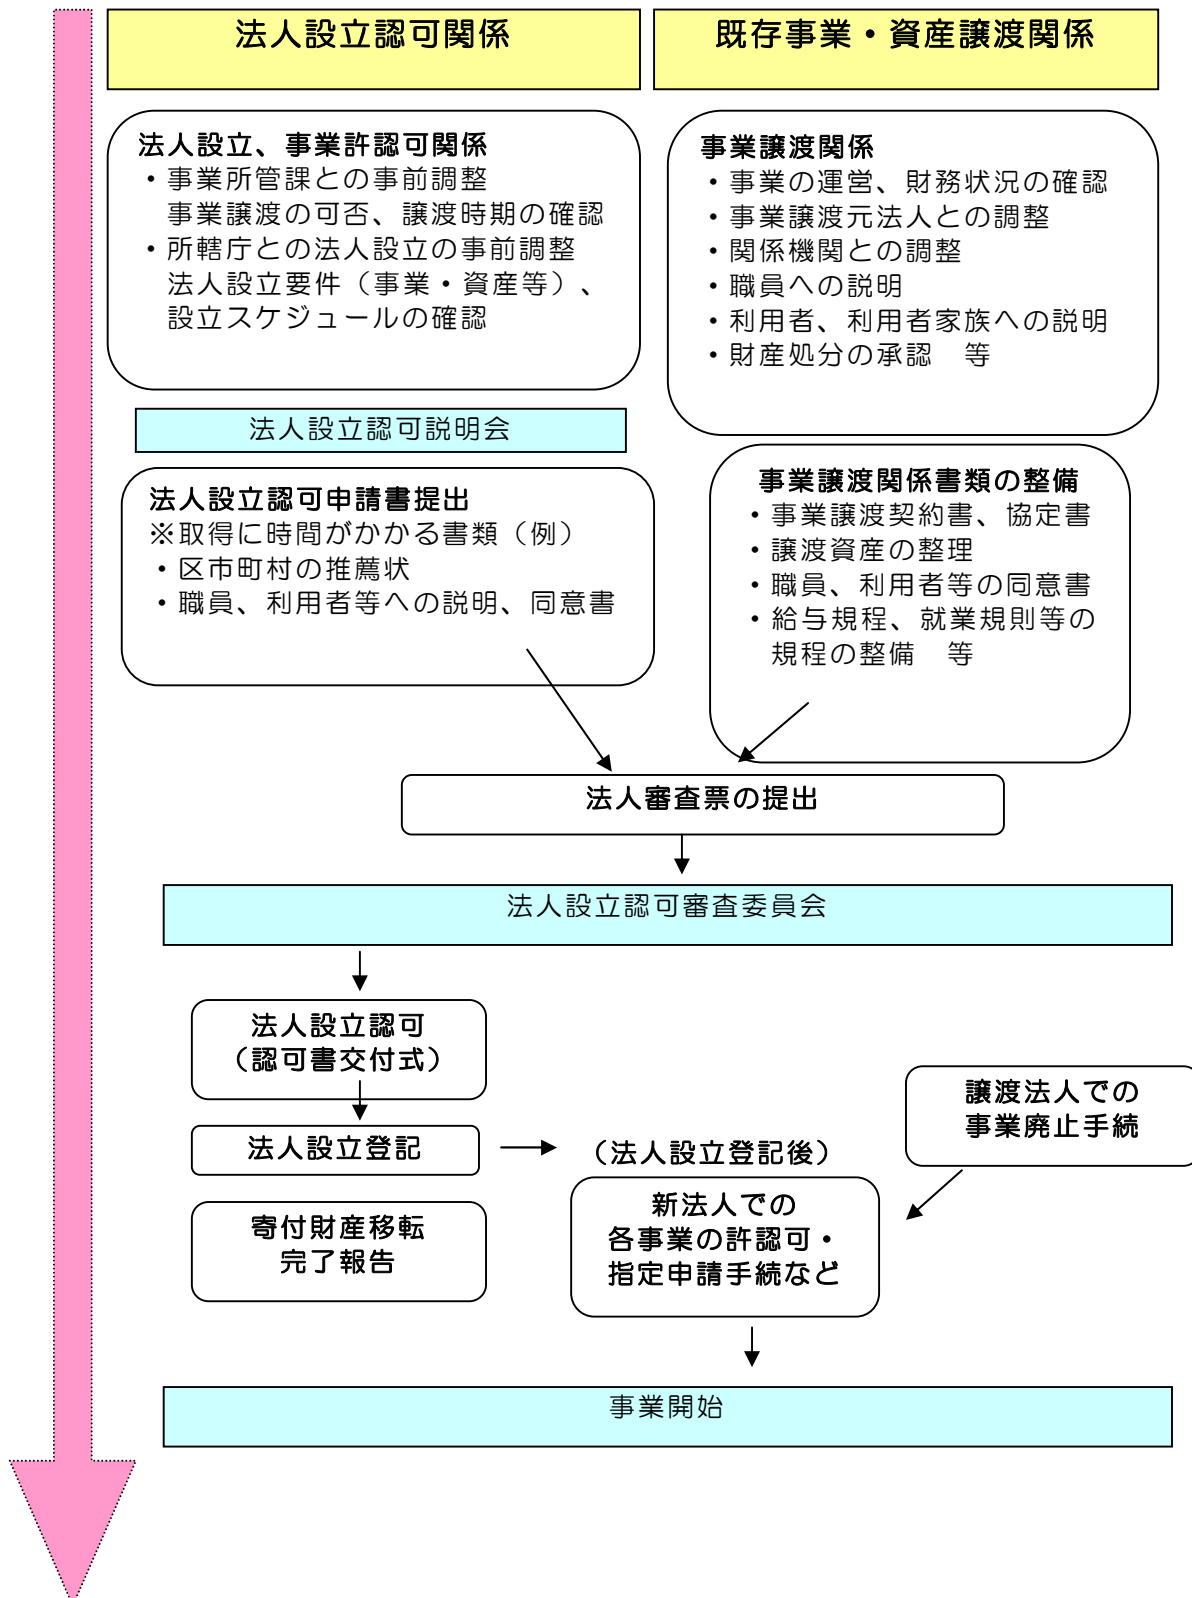 法人設立認可関係
既存事業・資産譲渡関係
法人設立、事業許認可関係
・事業所管課との事前調整
事業譲渡の可否、譲渡時期の確認
・所轄庁との法人設立の事前調整
法人設立要件（事業・資産等）、
設立スケジュールの確認
事業譲渡関係
・事業の運営、財務状況の確認
・事業譲渡元法人との調整
・関係機関との調整
・職員への説明
・利用者、利用者家族への説明
・財産処分の承認　等
法人設立認可説明会
法人設立認可申請書提出
※取得に時間がかかる書類（例）
・区市町村の推薦状
・職員、利用者等への説明、同意書
事業譲渡関係書類の整備
・事業譲渡契約書、協定書
・譲渡資産の整理
・職員、利用者等の同意書
・給与規程、就業規則等の
規程の整備　等
法人審査票の提出
法人設立認可審査委員会
法人設立認可
（認可書交付式）
法人設立登記
寄付財産移転
完了報告
（法人設立登記後）
新法人での
各事業の許認可・
指定申請手続など
譲渡法人での
事業廃止手続
事業開始